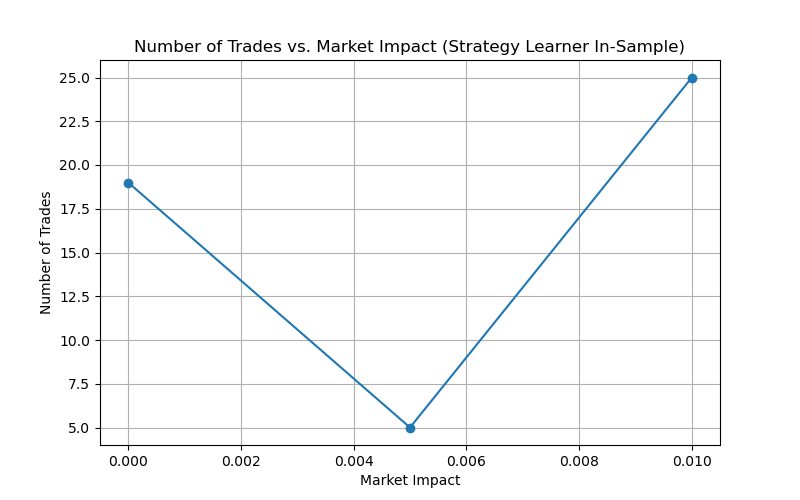 Number of Trades vs. Market Impact (Strategy Learner In-Sample)
25.0
22.5
20.0
17.5
15.0
12.5
10.0
7.5
5.0
Number of Trades
0.000 0.002 0.004 0.006 0.008 0.010
Market Impact